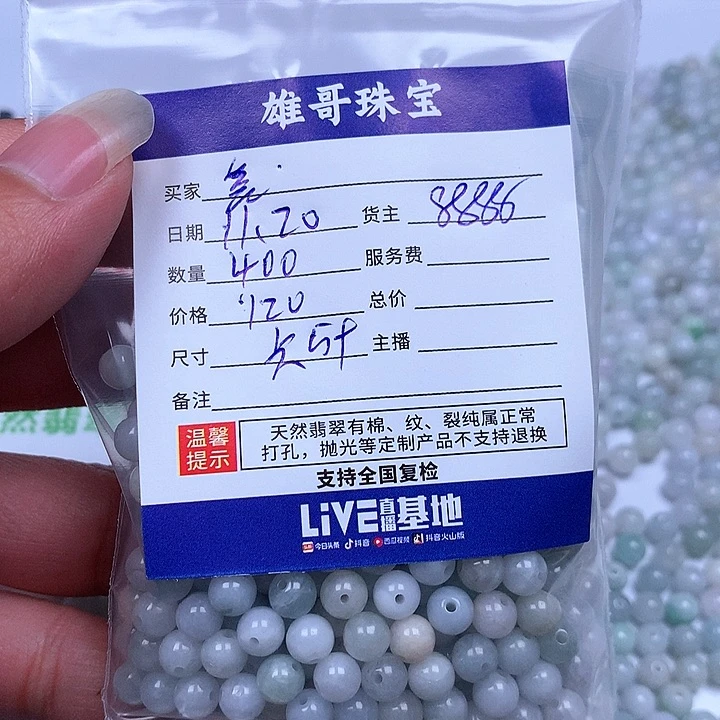 雄哥珠宝
买家
日期 11.20 货主 88886
数量 400 服务费
价格 120 总价
尺寸 主播
备注
温馨提示
天然翡翠有棉、纹、裂纯属正常
打孔,抛光等定制产品不支持退换
支持全国复检
LiVE直播基地
今日头条 抖音 西瓜视频 抖音火山版